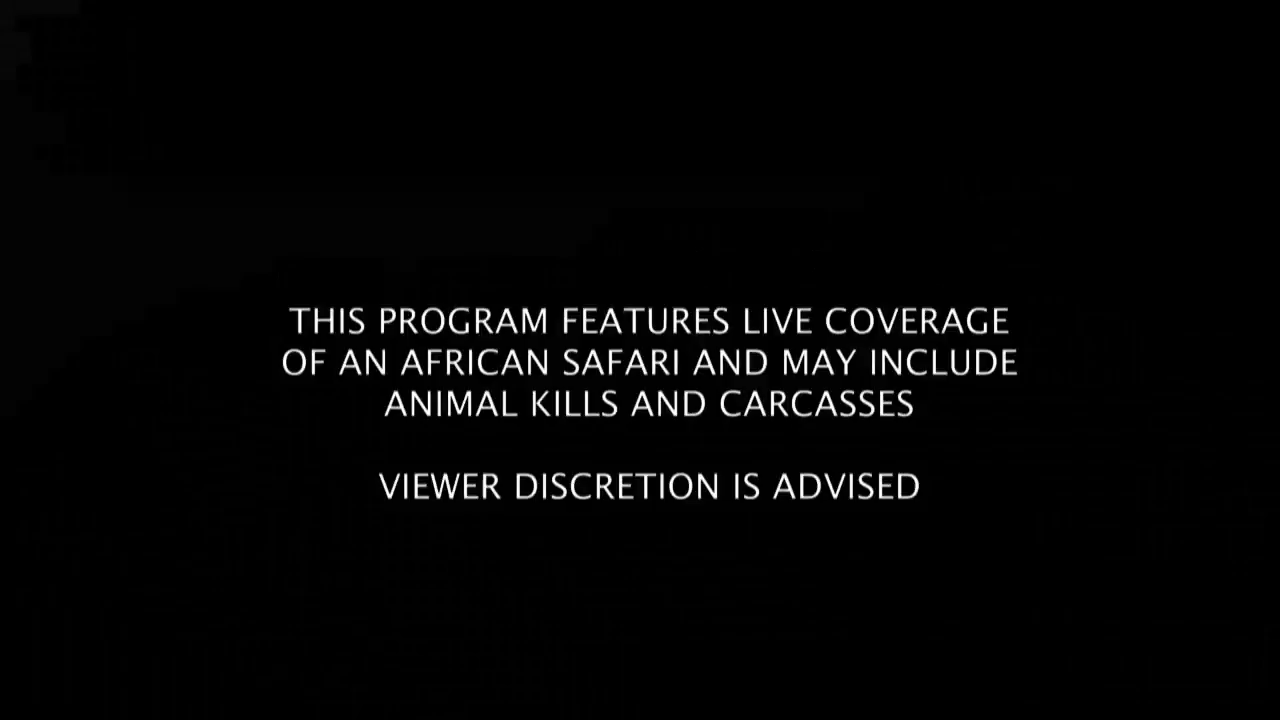 THIS PROGRAM FEATURES LIVE COVERAGE
OF AN AFRICAN SAFARI AND MAY INCLUDE
ANIMAL KILLS AND CARCASSES
VIEWER DISCRETION IS ADVISED